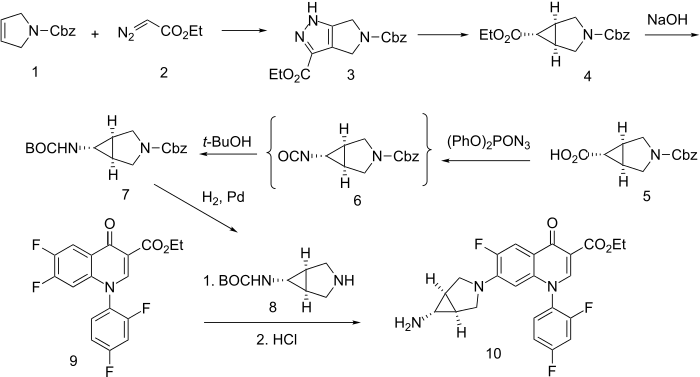 N Cbz + N₂ CO₂Et HN N N Cbz EtO₂C EtO₂C H H N Cbz NaOH
1 2 3 4
BOCHN H H N Cbz t-BuOH OCN H H N Cbz (PhO)₂PON₃ HO₂C H H N Cbz
7 6 5
H₂, Pd
F F O CO₂Et N F F
1. BOCHN H H NH
8
2. HCl
9
F O CO₂Et N N H H H₂N F F
10